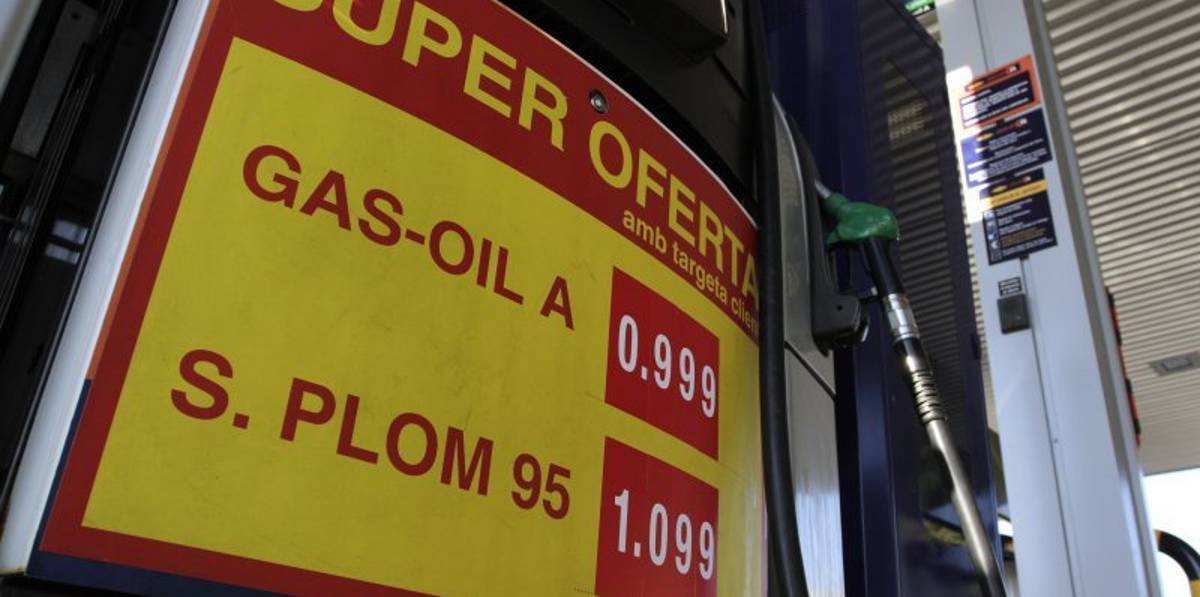 SUPER OFERTA
amb targeta client
GAS-OIL A 0.999
S. PLOM 95 1.099